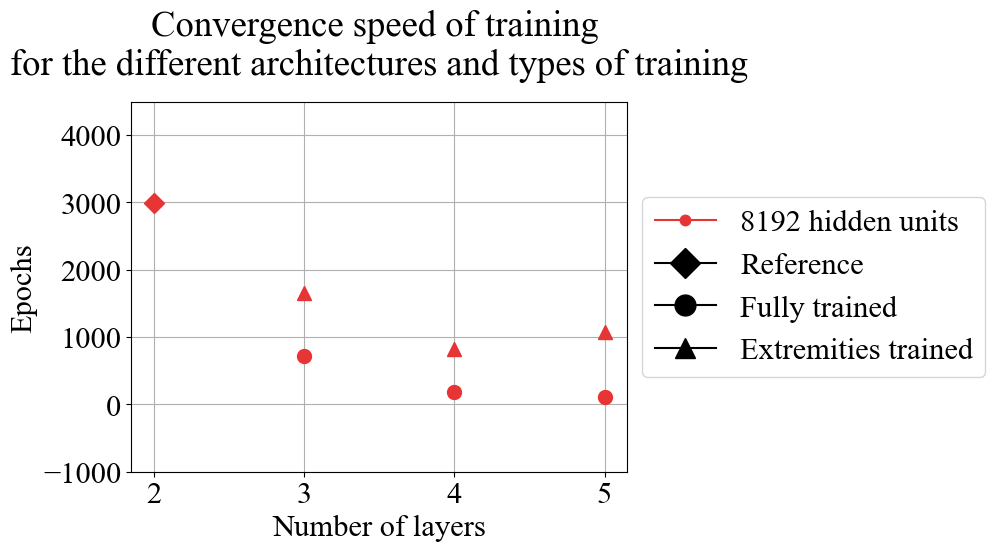 Convergence speed of training
for the different architectures and types of training
4000
3000
2000
1000
0
−1000
Epochs
2 3 4 5
Number of layers
8192 hidden units
Reference
Fully trained
Extremities trained